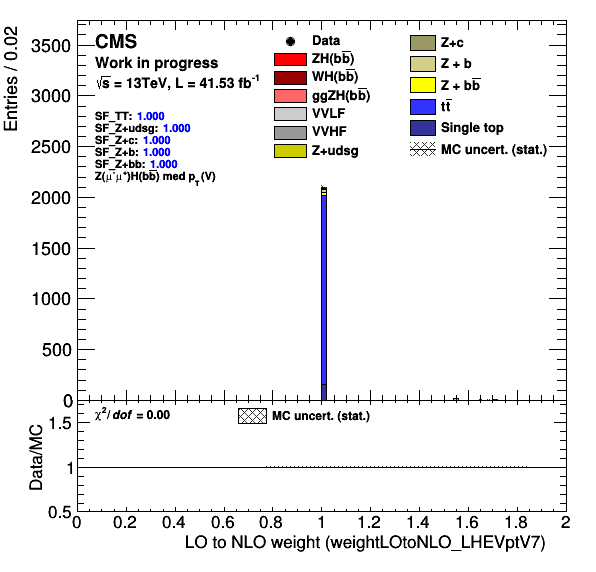 CMS
Work in progress
√s = 13TeV, L = 41.53 fb⁻¹
SF_TT: 1.000
SF_Z+udsg: 1.000
SF_Z+c: 1.000
SF_Z+b: 1.000
SF_Z+bb: 1.000
Z(μ⁻μ⁺)H(bb̅) med p_T(V)
Data
ZH(bb̅)
WH(bb̅)
ggZH(bb̅)
VVLF
VVHF
Z+udsg
Z+c
Z + b
Z + bb̅
tt̅
Single top
MC uncert. (stat.)
Entries / 0.02
3500
3000
2500
2000
1500
1000
500
0
χ²/dof = 0.00
MC uncert. (stat.)
Data/MC
1.5
1
0.5
0 0.2 0.4 0.6 0.8 1 1.2 1.4 1.6 1.8 2
LO to NLO weight (weightLOtoNLO_LHEVptV7)